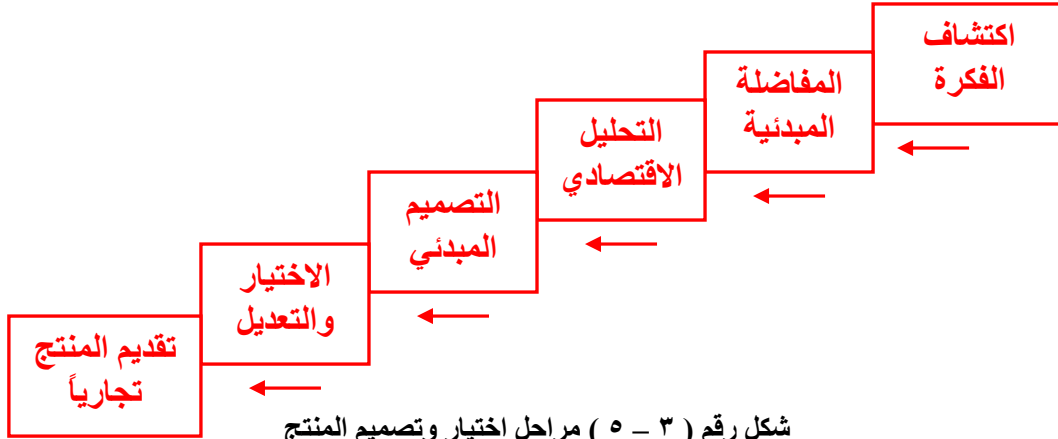 اكتشاف
الفكرة
المفاضلة
المبدئية
التحليل
الاقتصادي
التصميم
المبدئي
الاختيار
والتعديل
تقديم المنتج
تجارياً
شكل رقم ( ٣ – ٥ ) مراحل اختيار وتصميم المنتج